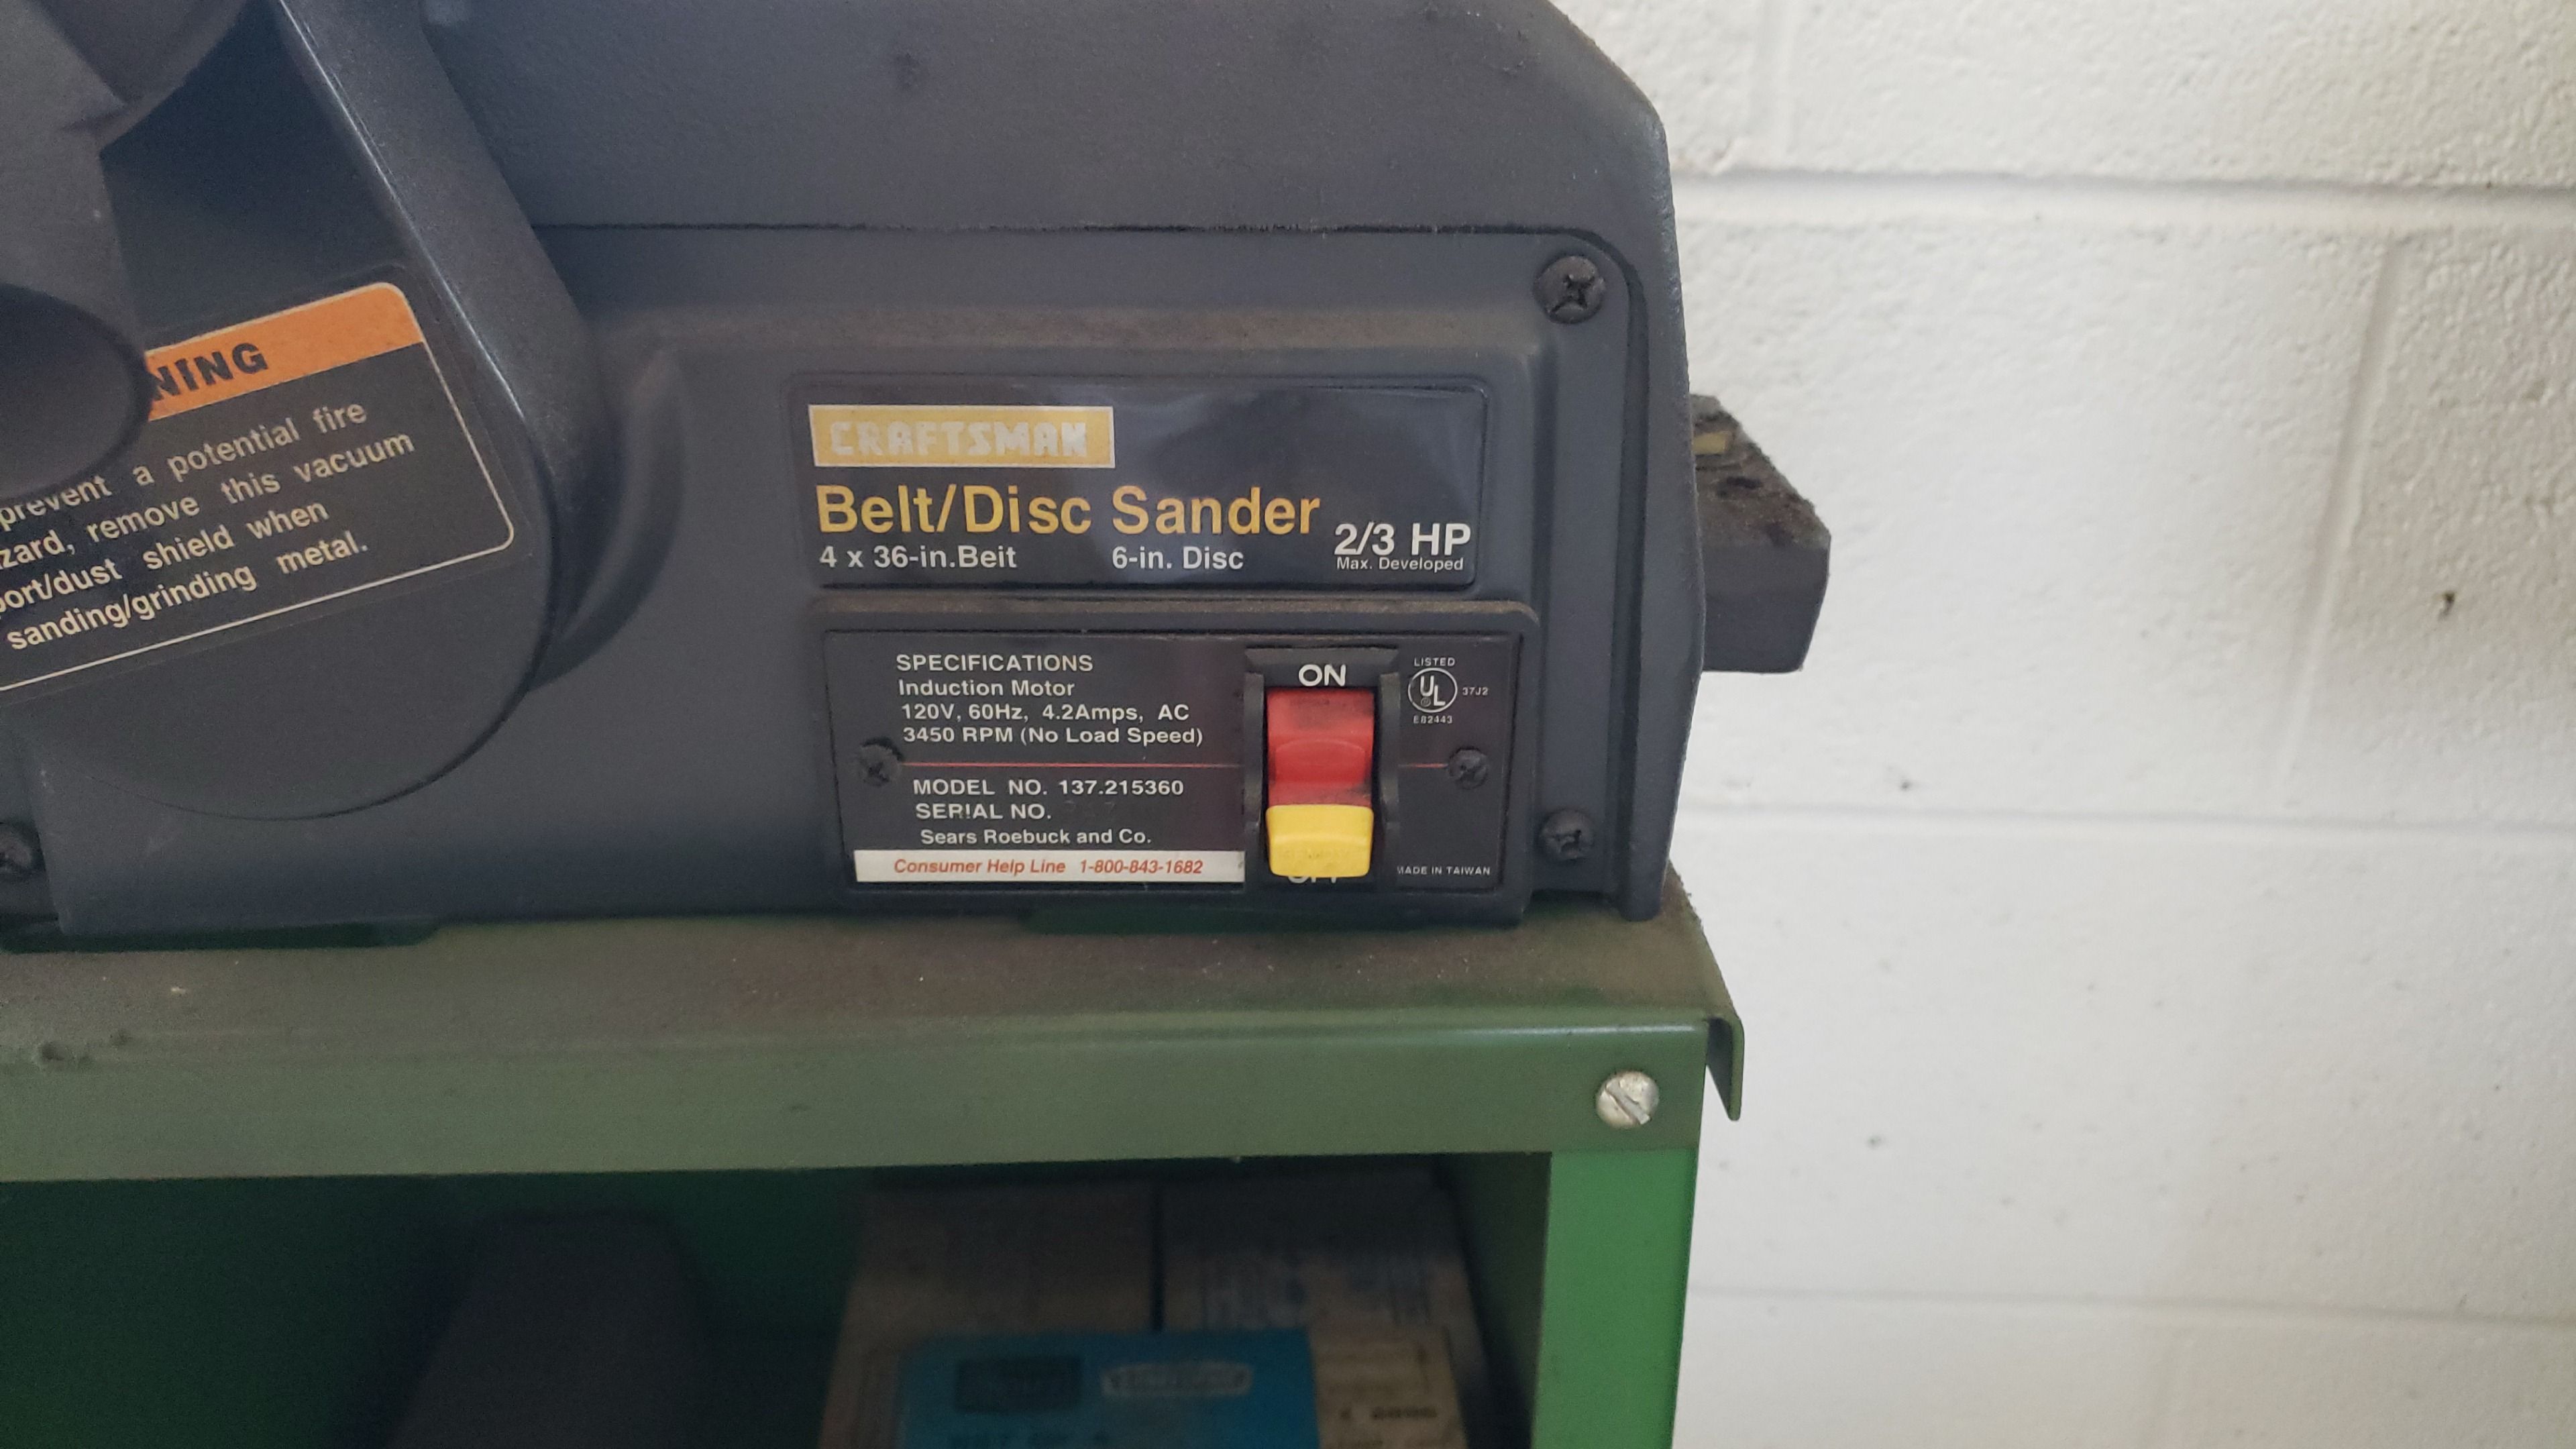 NING
prevent a potential fire
zard, remove this vacuum
port/dust shield when
sanding/grinding metal.
CRAFTSMAN
Belt/Disc Sander
4 x 36-in.Belt 6-in. Disc
2/3 HP
Max. Developed
SPECIFICATIONS
Induction Motor
120V, 60Hz, 4.2Amps, AC
3450 RPM (No Load Speed)
MODEL NO. 137.215360
SERIAL NO.
Sears Roebuck and Co.
Consumer Help Line 1-800-843-1682
ON
OFF
LISTED
UL
37J2
E82443
MADE IN TAIWAN